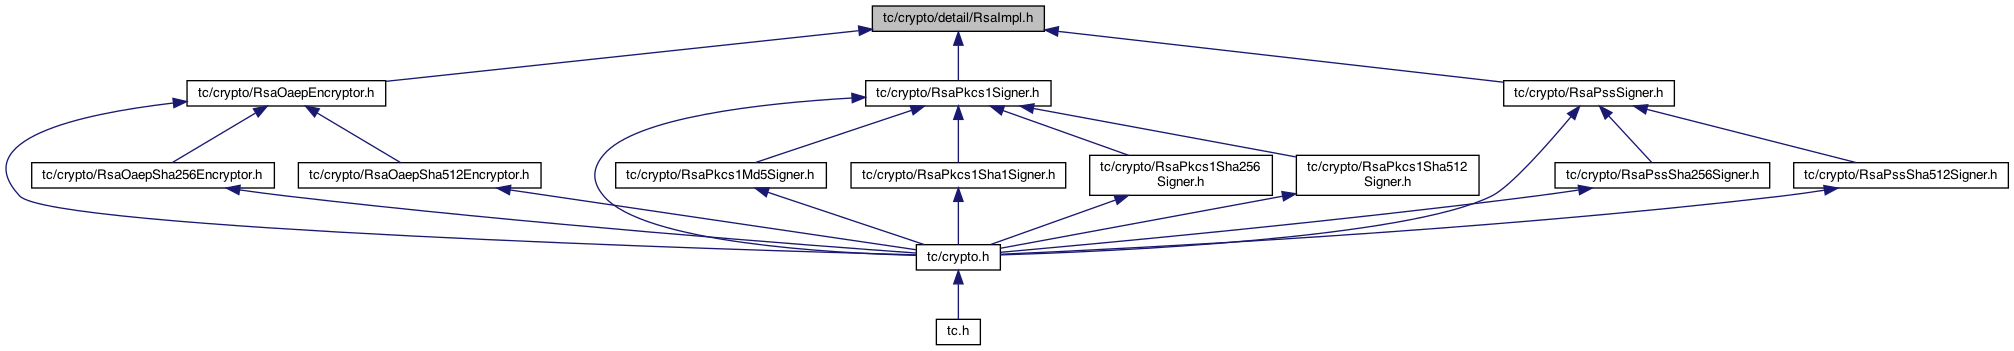 tc/crypto/detail/RsaImpl.h
tc/crypto/RsaOaepEncryptor.h
tc/crypto/RsaPkcs1Signer.h
tc/crypto/RsaPssSigner.h
tc/crypto/RsaOaepSha256Encryptor.h
tc/crypto/RsaOaepSha512Encryptor.h
tc/crypto/RsaPkcs1Md5Signer.h
tc/crypto/RsaPkcs1Sha1Signer.h
tc/crypto/RsaPkcs1Sha256
Signer.h
tc/crypto/RsaPkcs1Sha512
Signer.h
tc/crypto/RsaPssSha256Signer.h
tc/crypto/RsaPssSha512Signer.h
tc/crypto.h
tc.h